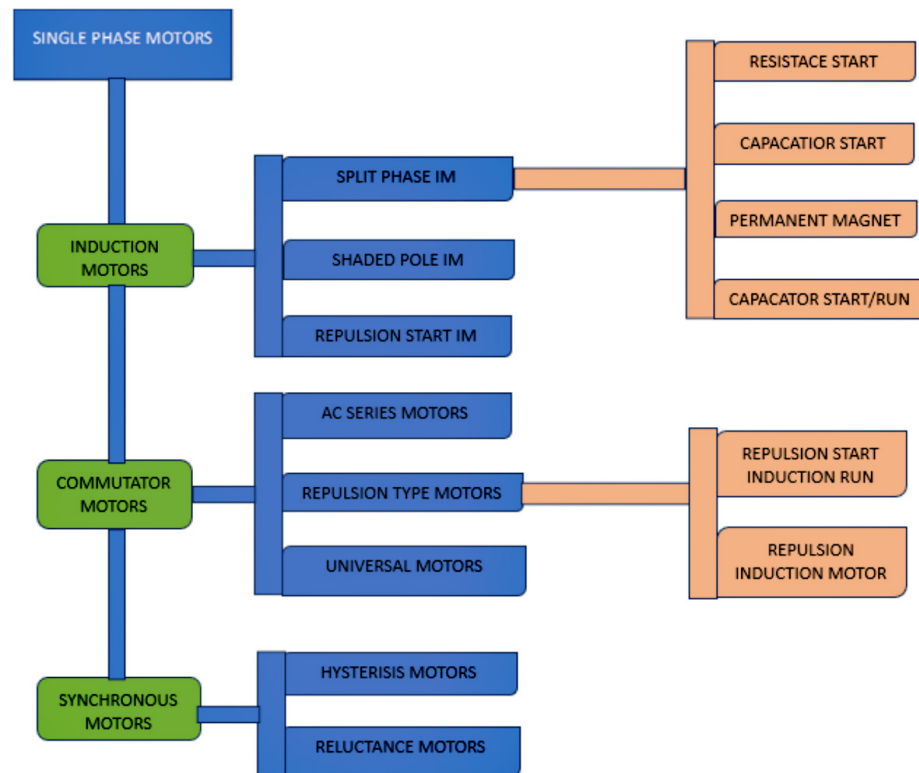 SINGLE PHASE MOTORS
INDUCTION
MOTORS
SPLIT PHASE IM
SHADED POLE IM
REPULSION START IM
RESISTACE START
CAPACATIOR START
PERMANENT MAGNET
CAPACATOR START/RUN
COMMUTATOR
MOTORS
AC SERIES MOTORS
REPULSION TYPE MOTORS
UNIVERSAL MOTORS
REPULSION START
INDUCTION RUN
REPULSION
INDUCTION MOTOR
SYNCHRONOUS
MOTORS
HYSTERISIS MOTORS
RELUCTANCE MOTORS